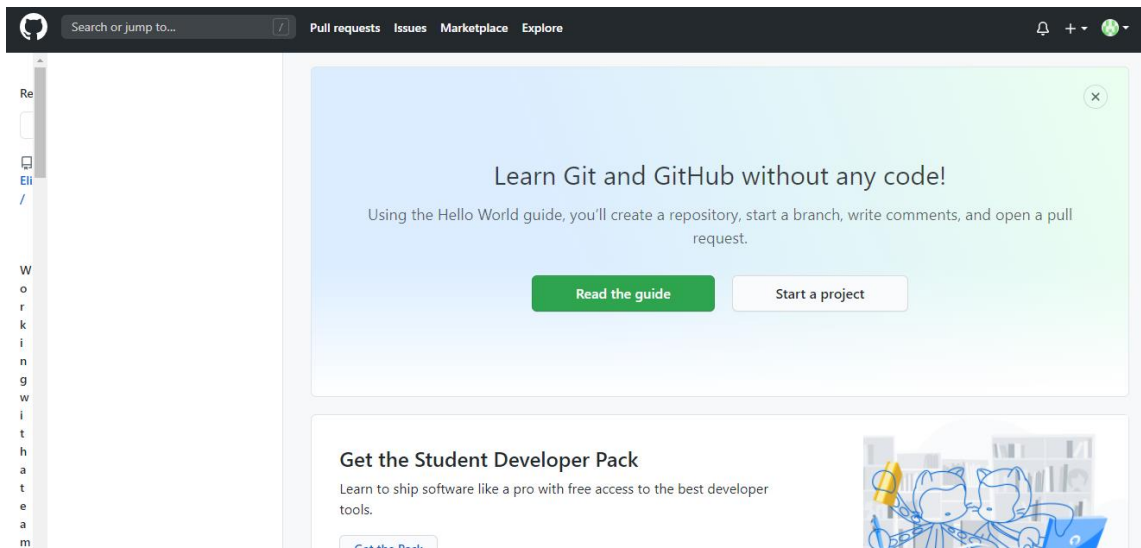 Search or jump to...
/
Pull requests Issues Marketplace Explore
Re
Eli
/
W
o
r
k
i
n
g
w
i
t
h
a
t
e
a
m
Learn Git and GitHub without any code!
Using the Hello World guide, you'll create a repository, start a branch, write comments, and open a pull
request.
Read the guide
Start a project
Get the Student Developer Pack
Learn to ship software like a pro with free access to the best developer
tools.
Get the Pack